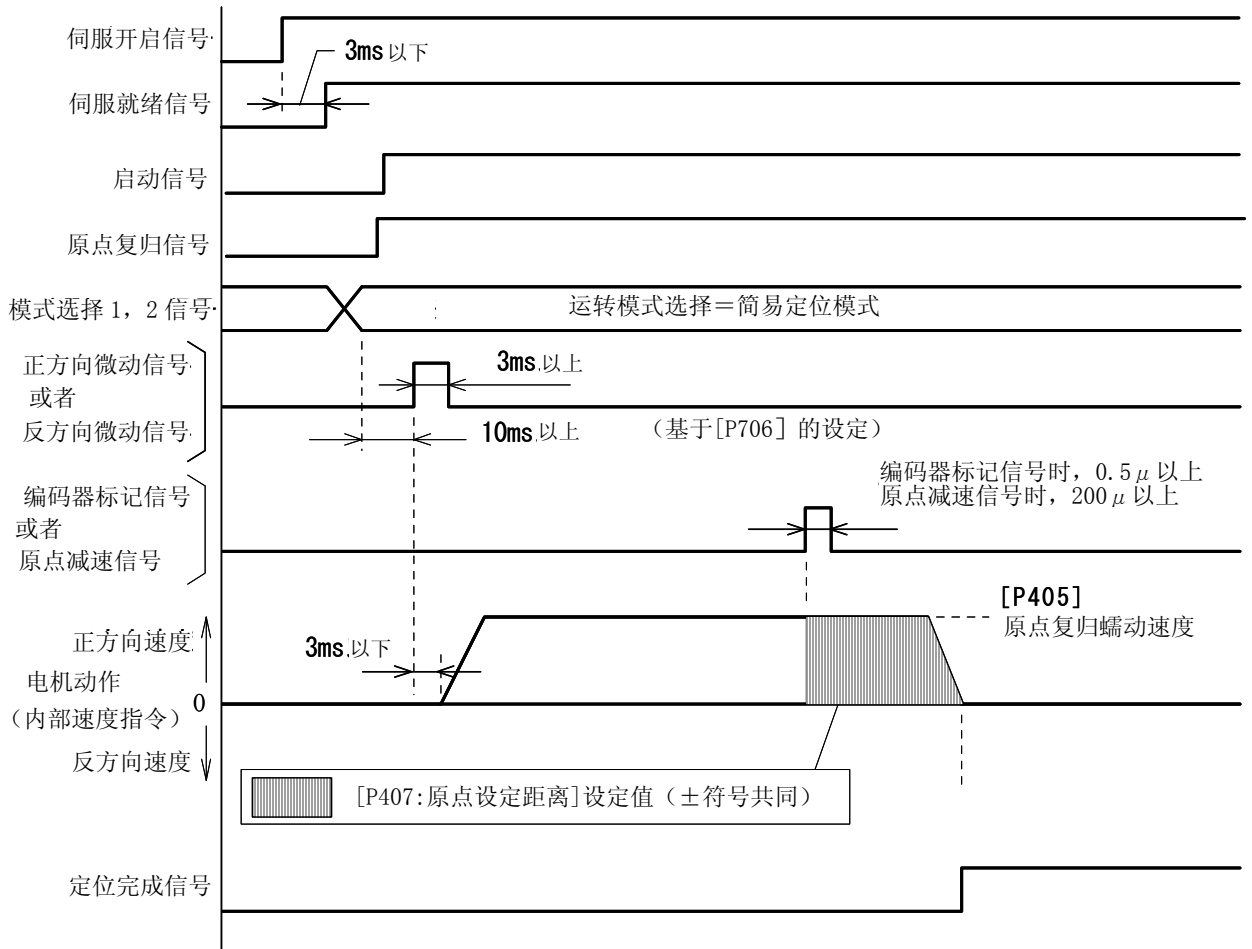 伺服开启信号
3ms 以下
伺服就绪信号
启动信号
原点复归信号
模式选择 1，2 信号
运转模式选择＝简易定位模式
正方向微动信号
或者
反方向微动信号
3ms 以上
10ms 以上
（基于[P706] 的设定）
编码器标记信号时，0.5μ以上
原点减速信号时，200μ以上
编码器标记信号
或者
原点减速信号
[P405]
原点复归蠕动速度
3ms 以下
正方向速度
电机动作
（内部速度指令）
0
反方向速度
[P407:原点设定距离]设定值（±符号共同）
定位完成信号